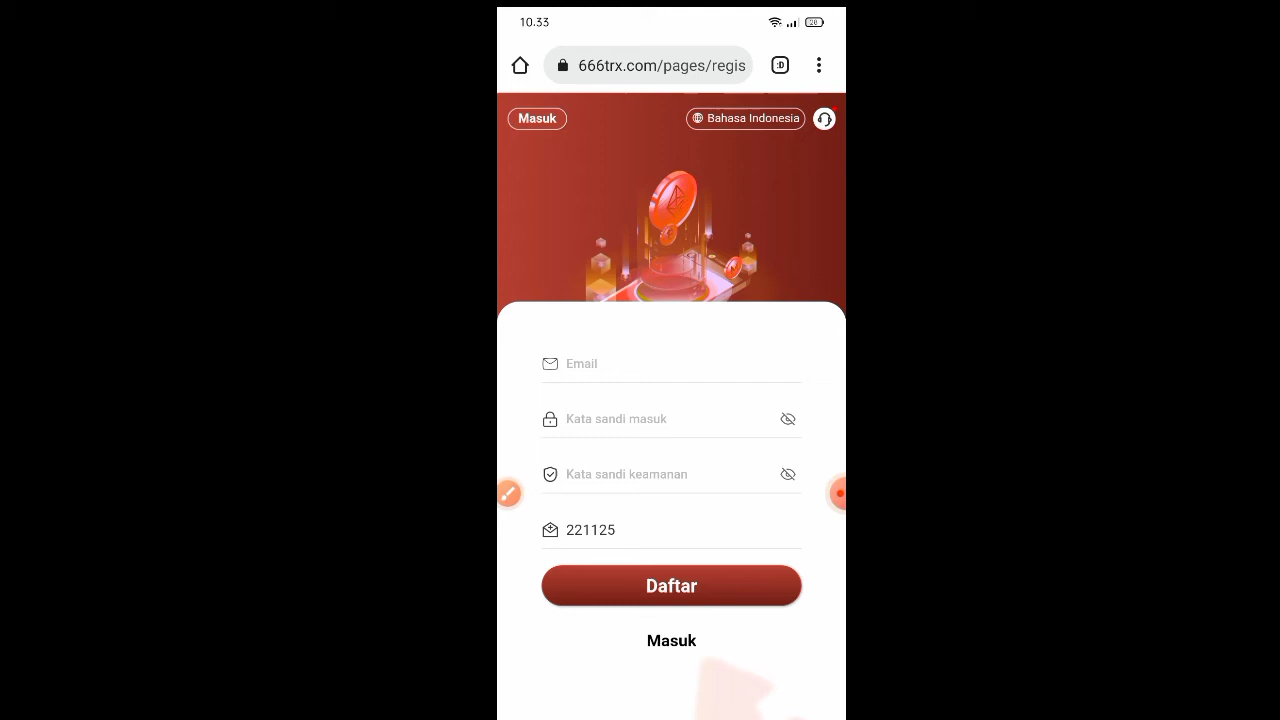 10.33
28
666trx.com/pages/regis
:D
Masuk
Bahasa Indonesia
Email
Kata sandi masuk
Kata sandi keamanan
221125
Daftar
Masuk